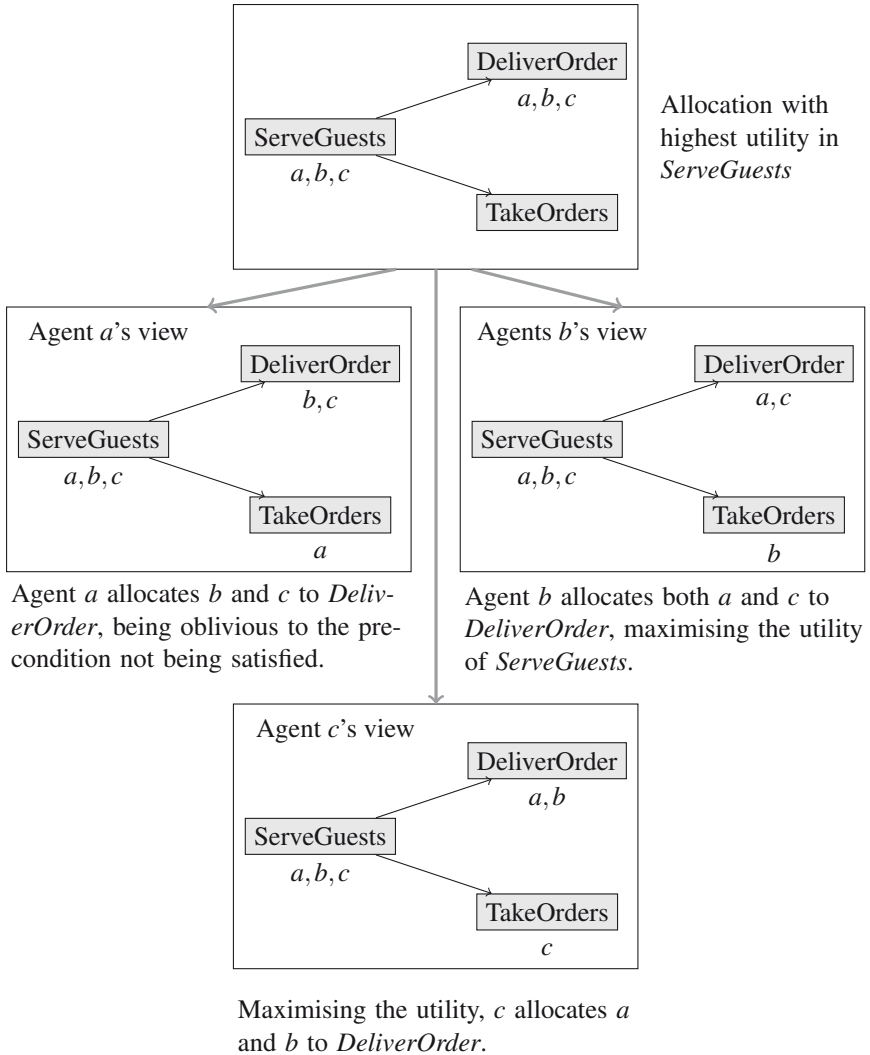 DeliverOrder
a, b, c
ServeGuests
a, b, c
TakeOrders
Allocation with
highest utility in
ServeGuests
Agent a's view
DeliverOrder
b, c
ServeGuests
a, b, c
TakeOrders
a
Agent a allocates b and c to Deliv-
erOrder, being oblivious to the pre-
condition not being satisfied.
Agents b's view
DeliverOrder
a, c
ServeGuests
a, b, c
TakeOrders
b
Agent b allocates both a and c to
DeliverOrder, maximising the utility
of ServeGuests.
Agent c's view
DeliverOrder
a, b
ServeGuests
a, b, c
TakeOrders
c
Maximising the utility, c allocates a
and b to DeliverOrder.